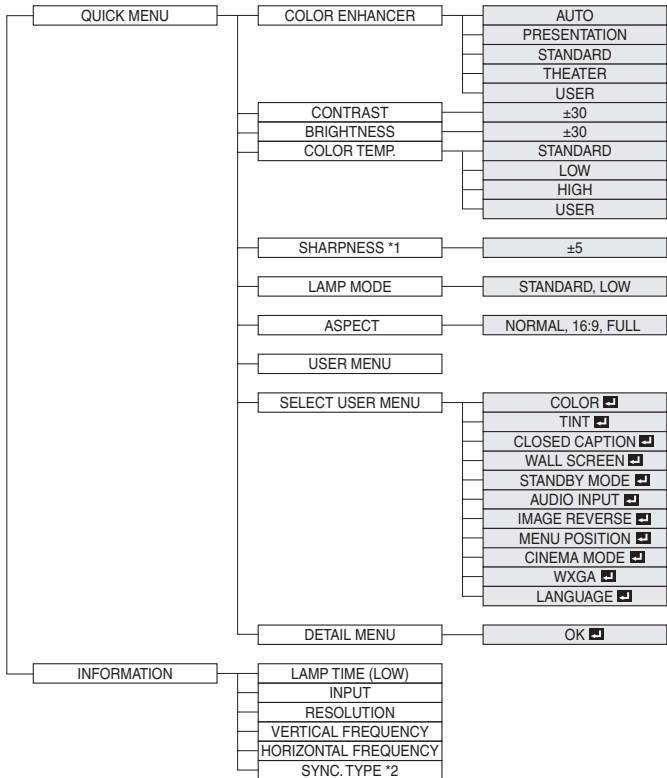 QUICK MENU
COLOR ENHANCER
AUTO
PRESENTATION
STANDARD
THEATER
USER
CONTRAST
±30
BRIGHTNESS
±30
COLOR TEMP.
STANDARD
LOW
HIGH
USER
SHARPNESS *1
±5
LAMP MODE
STANDARD, LOW
ASPECT
NORMAL, 16:9, FULL
USER MENU
SELECT USER MENU
COLOR
TINT
CLOSED CAPTION
WALL SCREEN
STANDBY MODE
AUDIO INPUT
IMAGE REVERSE
MENU POSITION
CINEMA MODE
WXGA
LANGUAGE
DETAIL MENU
OK
INFORMATION
LAMP TIME (LOW)
INPUT
RESOLUTION
VERTICAL FREQUENCY
HORIZONTAL FREQUENCY
SYNC. TYPE *2